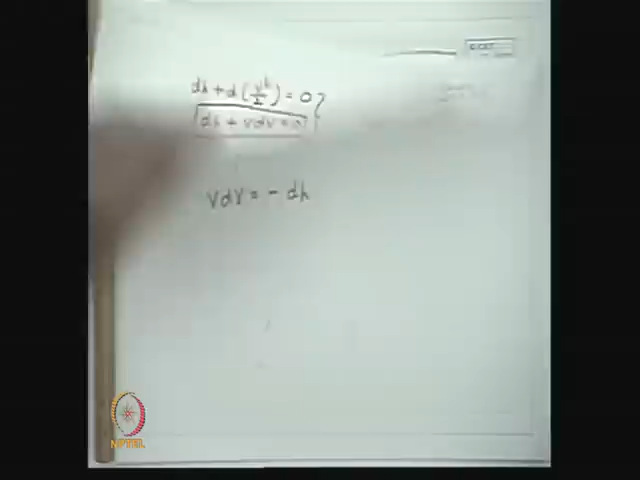 dh + d (V²/2) = 0 }
dh + VdV = 0
VdV = - dh
NPTEL